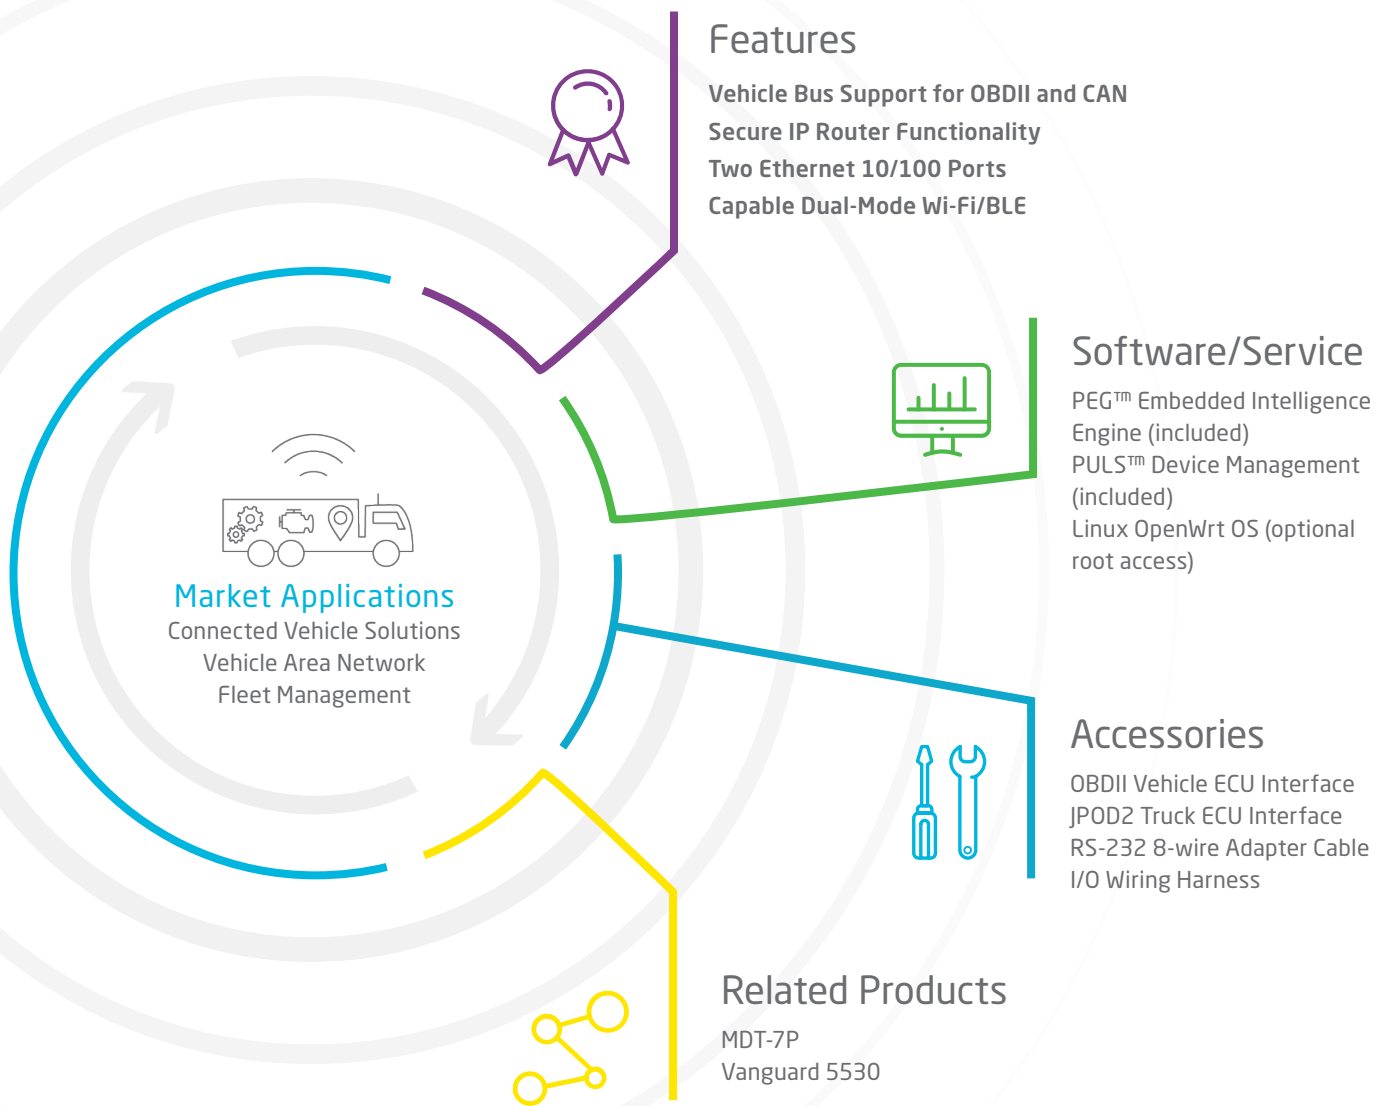 Features
Vehicle Bus Support for OBDII and CAN
Secure IP Router Functionality
Two Ethernet 10/100 Ports
Capable Dual-Mode Wi-Fi/BLE
Software/Service
PEG™ Embedded Intelligence
Engine (included)
PULS™ Device Management
(included)
Linux OpenWrt OS (optional
root access)
Market Applications
Connected Vehicle Solutions
Vehicle Area Network
Fleet Management
Accessories
OBDII Vehicle ECU Interface
JPOD2 Truck ECU Interface
RS-232 8-wire Adapter Cable
I/O Wiring Harness
Related Products
MDT-7P
Vanguard 5530